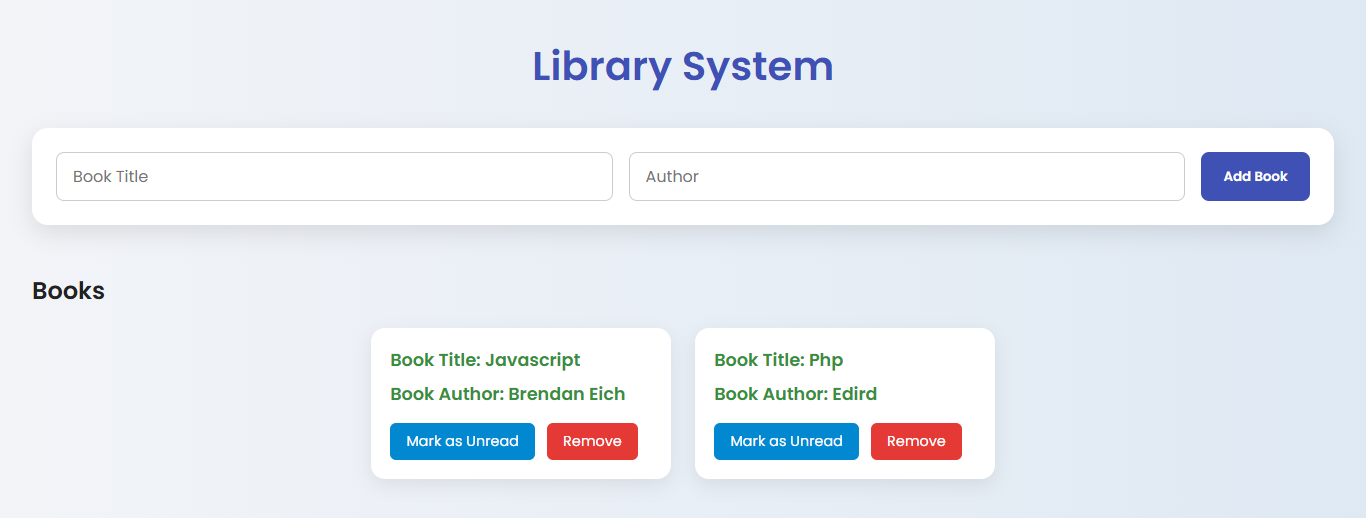 Library System
Book Title Author Add Book
Books
Book Title: Javascript
Book Author: Brendan Eich
Mark as Unread Remove
Book Title: Php
Book Author: Edird
Mark as Unread Remove